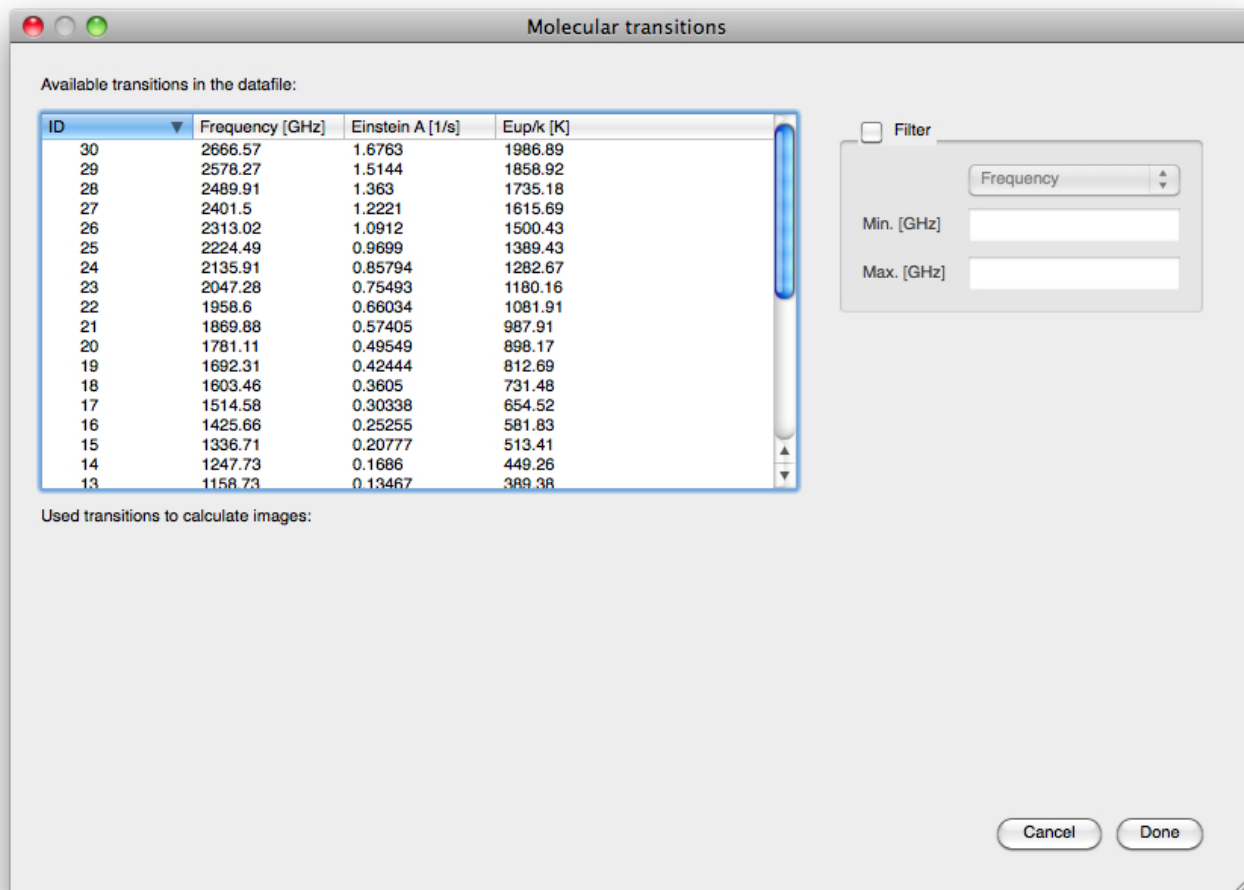 Molecular transitions
Available transitions in the datafile:
ID Frequency [GHz] Einstein A [1/s] Eup/k [K]
30 2666.57 1.6763 1986.89
29 2578.27 1.5144 1858.92
28 2489.91 1.363 1735.18
27 2401.5 1.2221 1615.69
26 2313.02 1.0912 1500.43
25 2224.49 0.9699 1389.43
24 2135.91 0.85794 1282.67
23 2047.28 0.75493 1180.16
22 1958.6 0.66034 1081.91
21 1869.88 0.57405 987.91
20 1781.11 0.49549 898.17
19 1692.31 0.42444 812.69
18 1603.46 0.3605 731.48
17 1514.58 0.30338 654.52
16 1425.66 0.25255 581.83
15 1336.71 0.20777 513.41
14 1247.73 0.1686 449.26
13 1158.73 0.13467 389.38
Filter
Frequency
Min. [GHz]
Max. [GHz]
Used transitions to calculate images:
Cancel Done